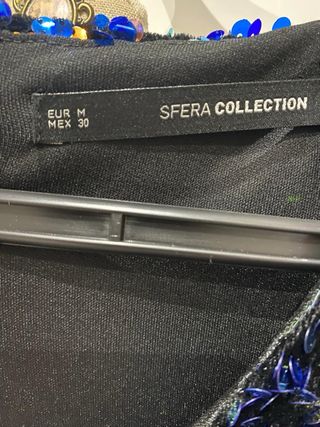 EUR M
MEX 30
SFERA COLLECTION